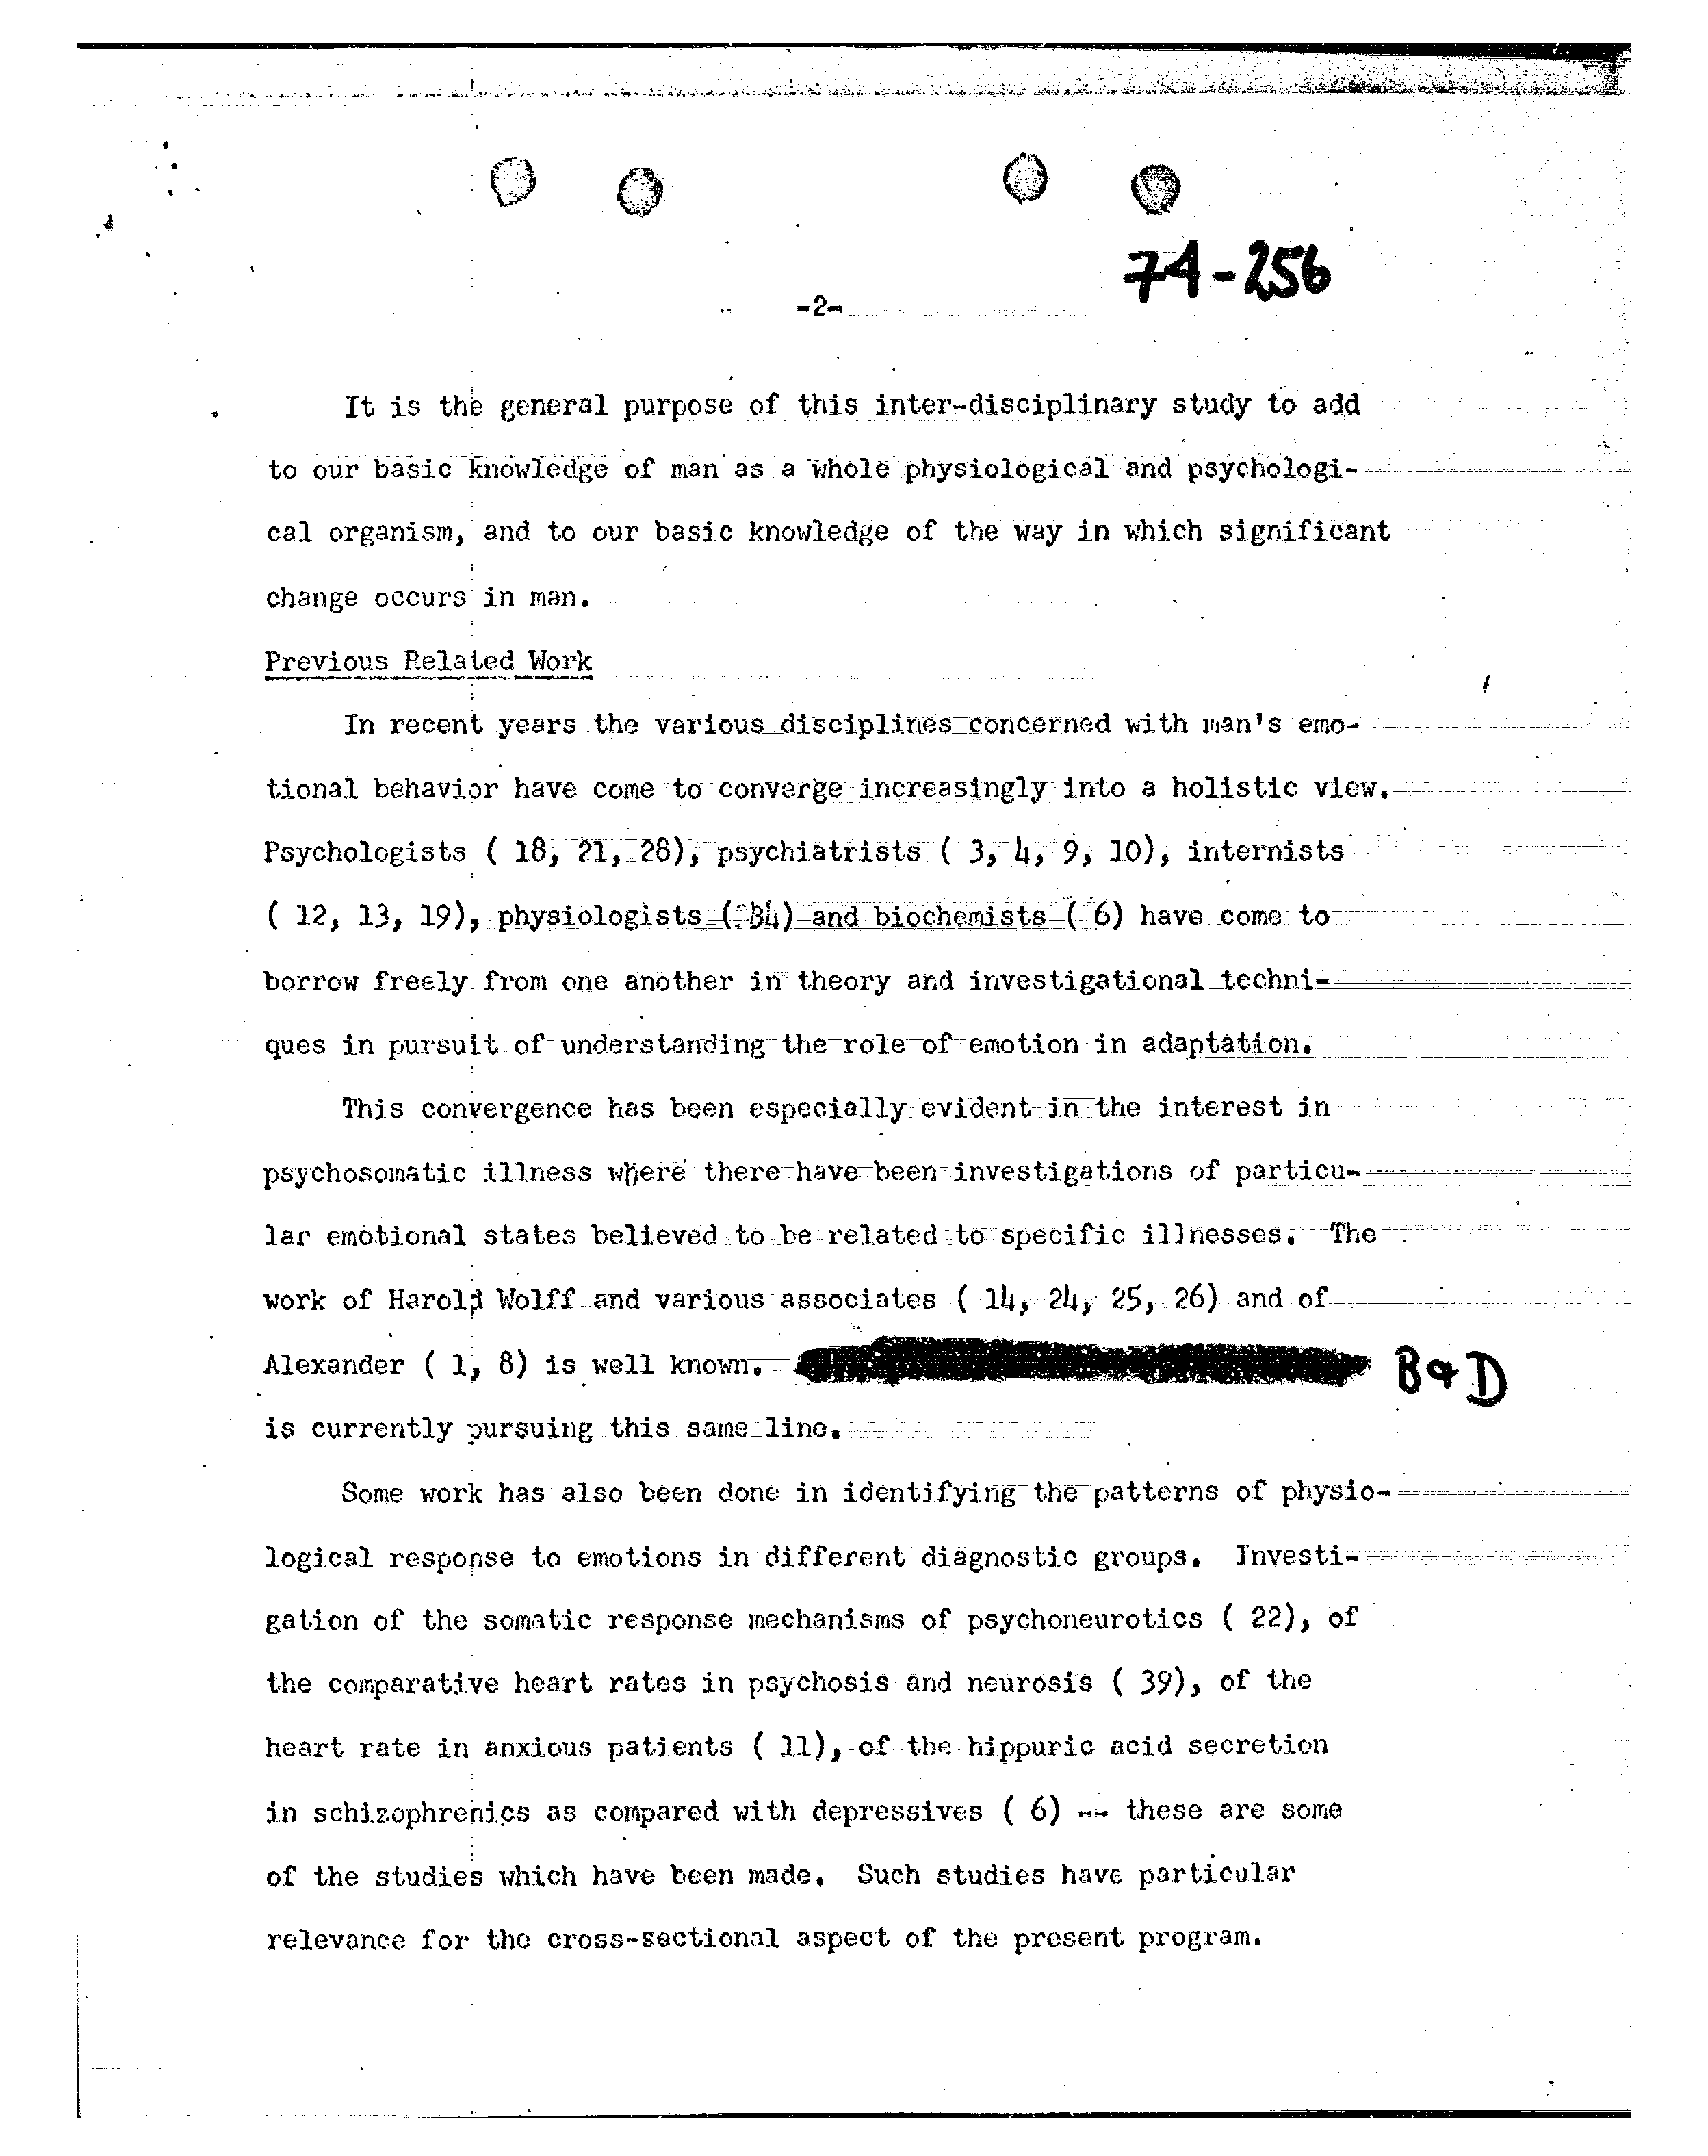 74-256
-2-
It is the general purpose of this inter-disciplinary study to add
to our basic knowledge of man as a whole physiological and psychologi-
cal organism, and to our basic knowledge of the way in which significant
change occurs in man.
Previous Related Work
In recent years the various disciplines concerned with man's emo-
tional behavior have come to converge increasingly into a holistic view.
Psychologists ( 18, 21, 28), psychiatrists ( 3, 4, 9, 10), internists
( 12, 13, 19), physiologists ( 34) and biochemists ( 6) have come to
borrow freely from one another in theory and investigational techni-
ques in pursuit of understanding the role of emotion in adaptation.
This convergence has been especially evident in the interest in
psychosomatic illness where there have been investigations of particu-
lar emotional states believed to be related to specific illnesses. The
work of Harold Wolff and various associates ( 14, 24, 25, 26) and of
Alexander ( 1, 8) is well known. B&D
is currently pursuing this same line.
Some work has also been done in identifying the patterns of physio-
logical response to emotions in different diagnostic groups. Investi-
gation of the somatic response mechanisms of psychoneurotics ( 22), of
the comparative heart rates in psychosis and neurosis ( 39), of the
heart rate in anxious patients ( 11), of the hippuric acid secretion
in schizophrenics as compared with depressives ( 6) -- these are some
of the studies which have been made. Such studies have particular
relevance for the cross-sectional aspect of the present program.